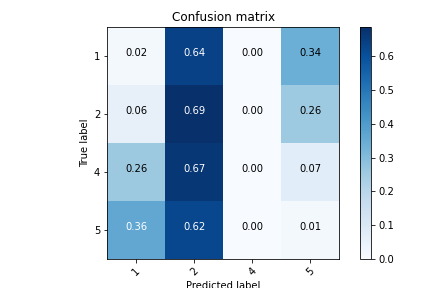 Confusion matrix
1 0.02 0.64 0.00 0.34
2 0.06 0.69 0.00 0.26
4 0.26 0.67 0.00 0.07
5 0.36 0.62 0.00 0.01
1 2 4 5
True label
Predicted label
0.6
0.5
0.4
0.3
0.2
0.1
0.0